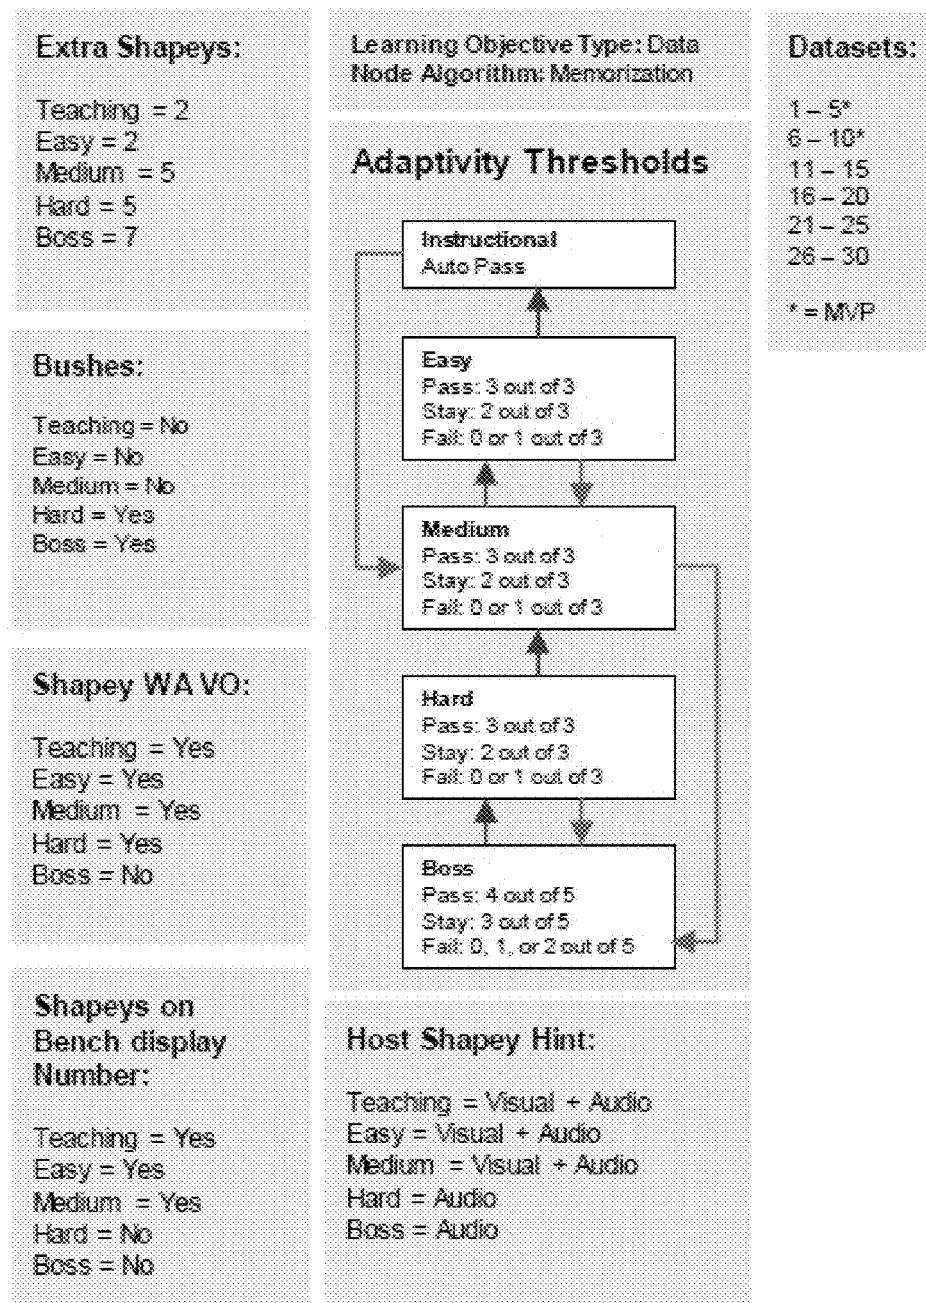 Extra Shapeys:
Teaching = 2
Easy = 2
Medium = 5
Hard = 5
Boss = 7
Bushes:
Teaching = No
Easy = No
Medium = No
Hard = Yes
Boss = Yes
Shapey WA VO:
Teaching = Yes
Easy = Yes
Medium = Yes
Hard = Yes
Boss = No
Shapeys on
Bench display
Number:
Teaching = Yes
Easy = Yes
Medium = Yes
Hard = No
Boss = No
Learning Objective Type: Data
Node Algorithm: Memorization
Adaptivity Thresholds
Instructional
Auto Pass
Easy
Pass: 3 out of 3
Stay: 2 out of 3
Fail: 0 or 1 out of 3
Medium
Pass: 3 out of 3
Stay: 2 out of 3
Fail: 0 or 1 out of 3
Hard
Pass: 3 out of 3
Stay: 2 out of 3
Fail: 0 or 1 out of 3
Boss
Pass: 4 out of 5
Stay: 3 out of 5
Fail: 0, 1, or 2 out of 5
Host Shapey Hint:
Teaching = Visual + Audio
Easy = Visual + Audio
Medium = Visual + Audio
Hard = Audio
Boss = Audio
Datasets:
1 – 5*
6 – 10*
11 – 15
16 – 20
21 – 25
26 – 30
* = MVP